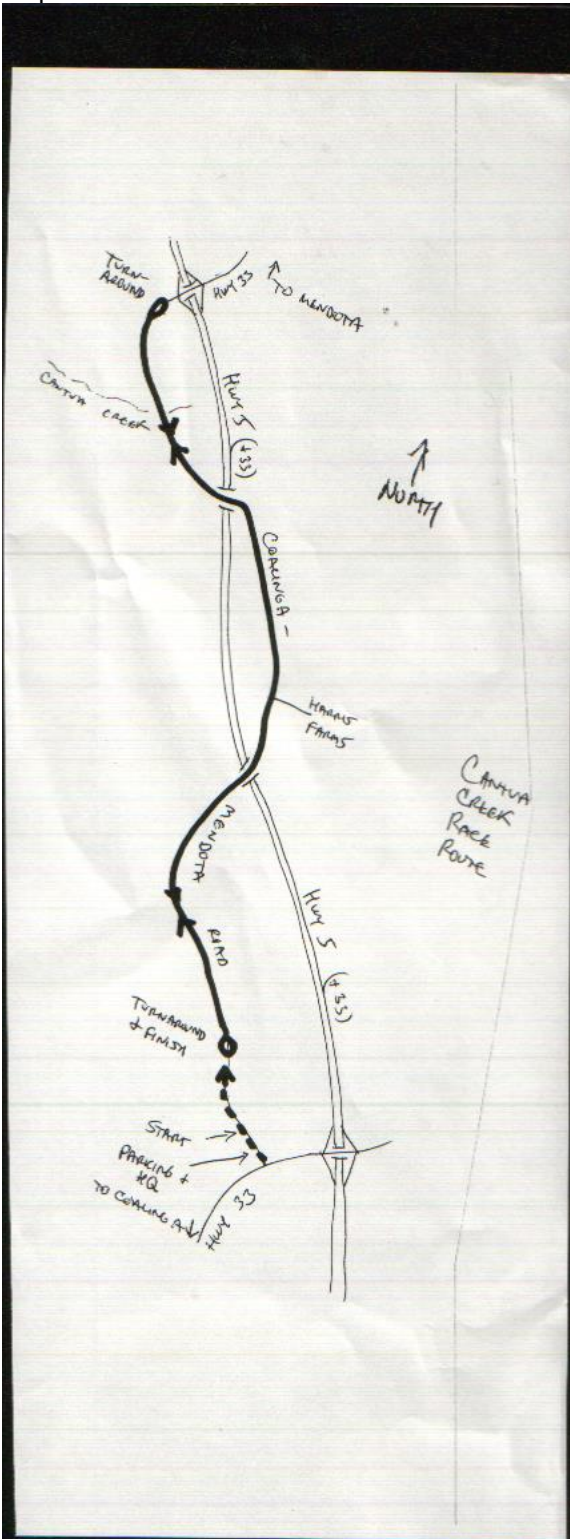 TURN-
AROUND
HWY 33
TO MENDOTA
CANTUA CREEK
HWY 5 (+33)
NORTH
COALINGA -
HARRIS
FARMS
CANTUA
CREEK
RACE
ROUTE
MENDOTA
ROAD
HWY 5 (+33)
TURNAROUND
+ FINISH
START
PARKING +
HQ
TO COALINGA
HWY 33